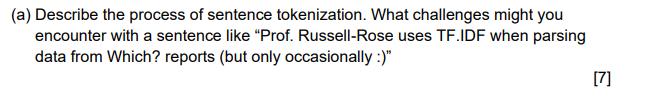 (a) Describe the process of sentence tokenization. What challenges might you
encounter with a sentence like “Prof. Russell-Rose uses TF.IDF when parsing
data from Which? reports (but only occasionally :)”
[7]